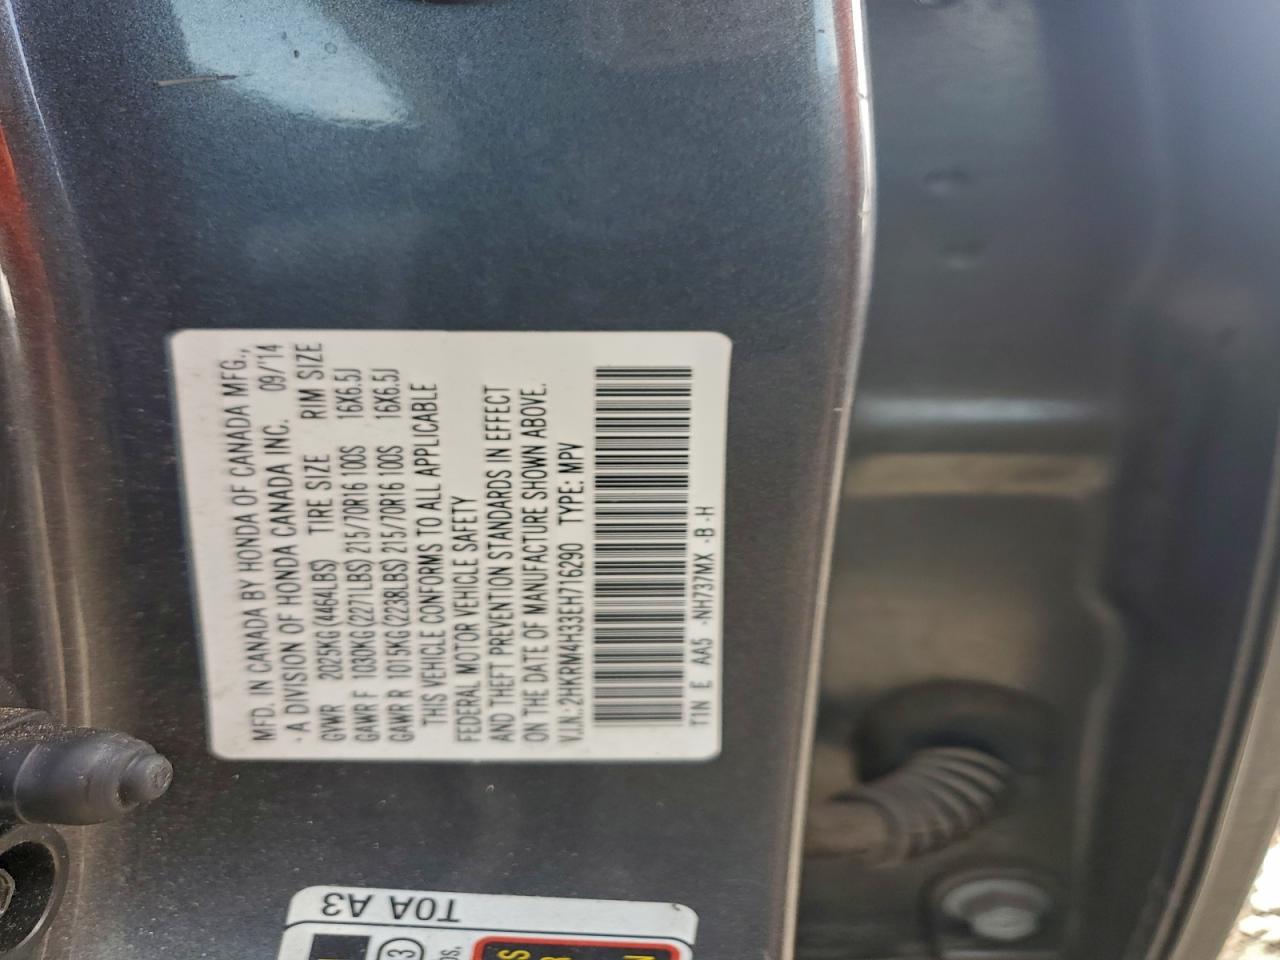 MFD. IN CANADA BY HONDA OF CANADA MFG.,
- A DIVISION OF HONDA CANADA INC. 09/'14
GVWR 2025KG(4464LBS) TIRE SIZE RIM SIZE
GAWR F 1030KG(2271LBS) 215/70R16 100S 16X6.5J
GAWR R 1015KG(2238LBS) 215/70R16 100S 16X6.5J
THIS VEHICLE CONFORMS TO ALL APPLICABLE
FEDERAL MOTOR VEHICLE SAFETY
AND THEFT PREVENTION STANDARDS IN EFFECT
ON THE DATE OF MANUFACTURE SHOWN ABOVE.
V.I.N.:2HKRM4H33EH716290 TYPE: MPV
T1N E AA5 -NH737MX -B -H
T0A A3